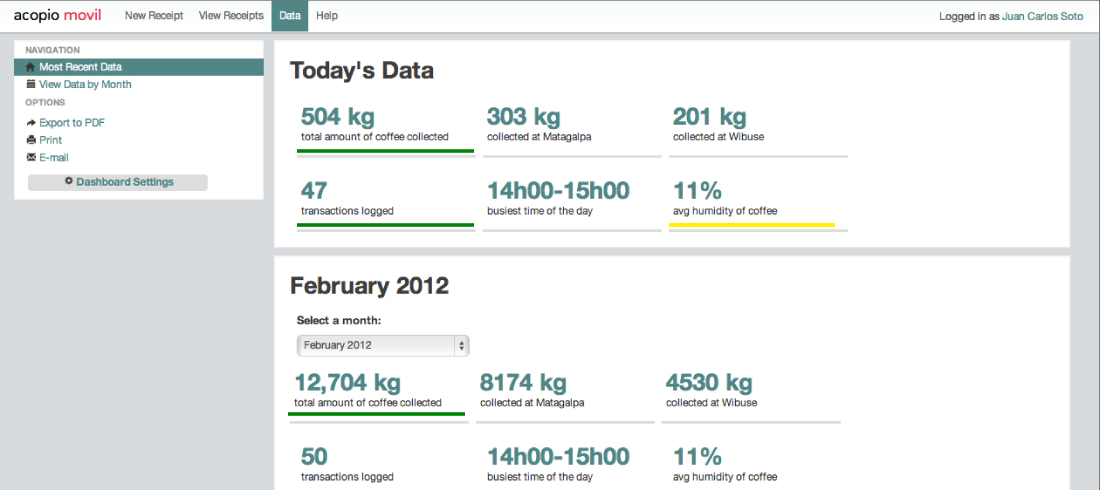 acopio movil New Receipt View Receipts Data Help Logged in as Juan Carlos Soto
NAVIGATION
Most Recent Data
View Data by Month
OPTIONS
Export to PDF
Print
E-mail
Dashboard Settings
Today's Data
504 kg 303 kg 201 kg
total amount of coffee collected collected at Matagalpa collected at Wibuse
47 14h00-15h00 11%
transactions logged busiest time of the day avg humidity of coffee
February 2012
Select a month:
February 2012
12,704 kg 8174 kg 4530 kg
total amount of coffee collected collected at Matagalpa collected at Wibuse
50 14h00-15h00 11%
transactions logged busiest time of the day avg humidity of coffee